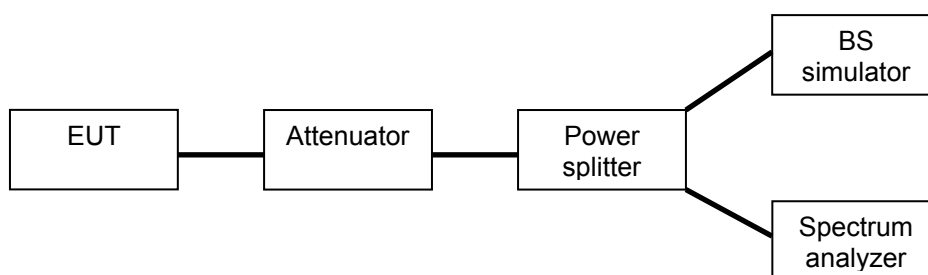 EUT
Attenuator
Power
splitter
BS
simulator
Spectrum
analyzer